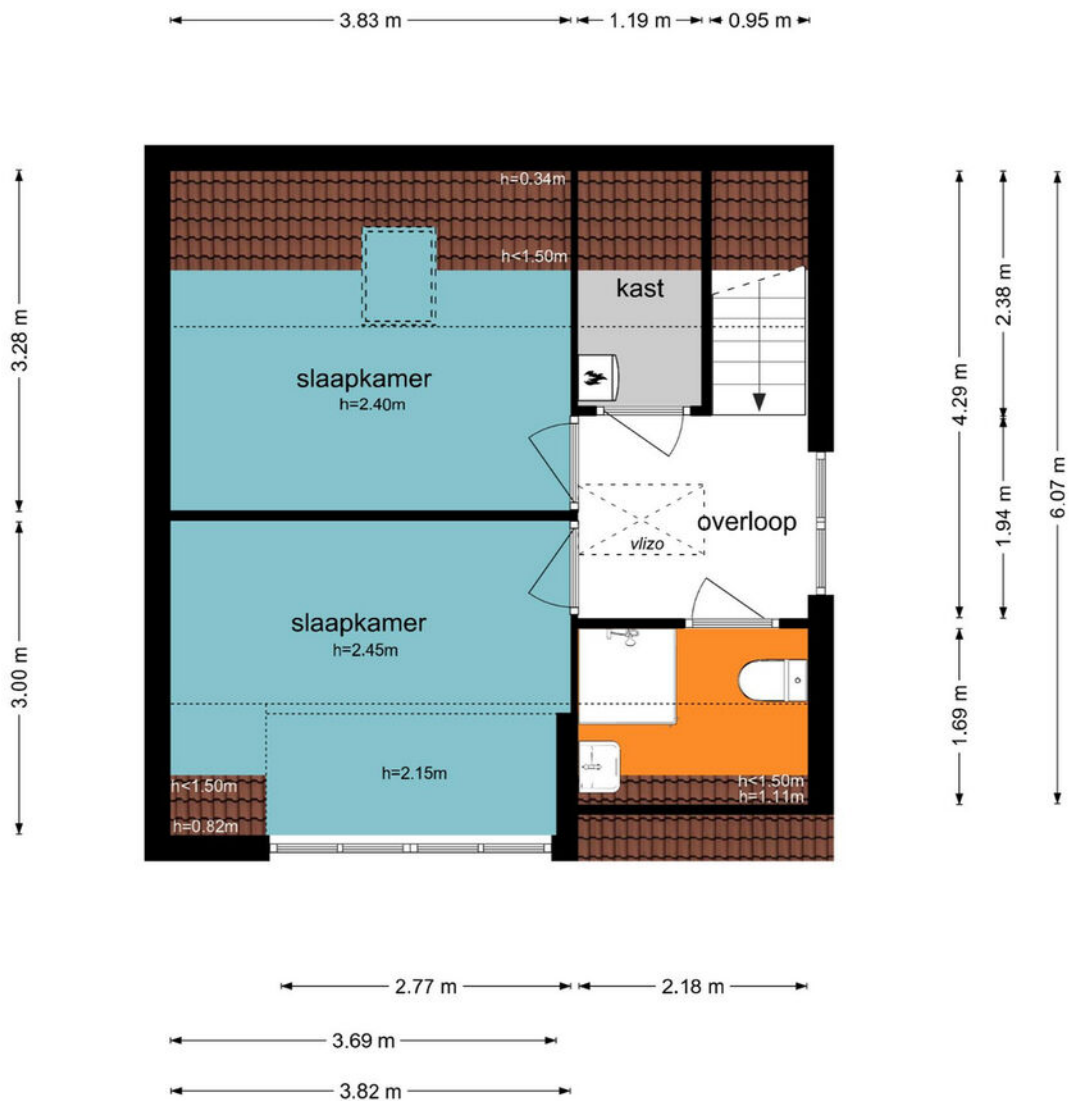 3.83 m
1.19 m
0.95 m
h=0.34m
h<1.50m
kast
slaapkamer
h=2.40m
3.28 m
2.38 m
4.29 m
6.07 m
1.94 m
overloop
vlizo
slaapkamer
h=2.45m
3.00 m
1.69 m
h=2.15m
h<1.50m
h=0.82m
h<1.50m
h=1.11m
2.77 m
2.18 m
3.69 m
3.82 m